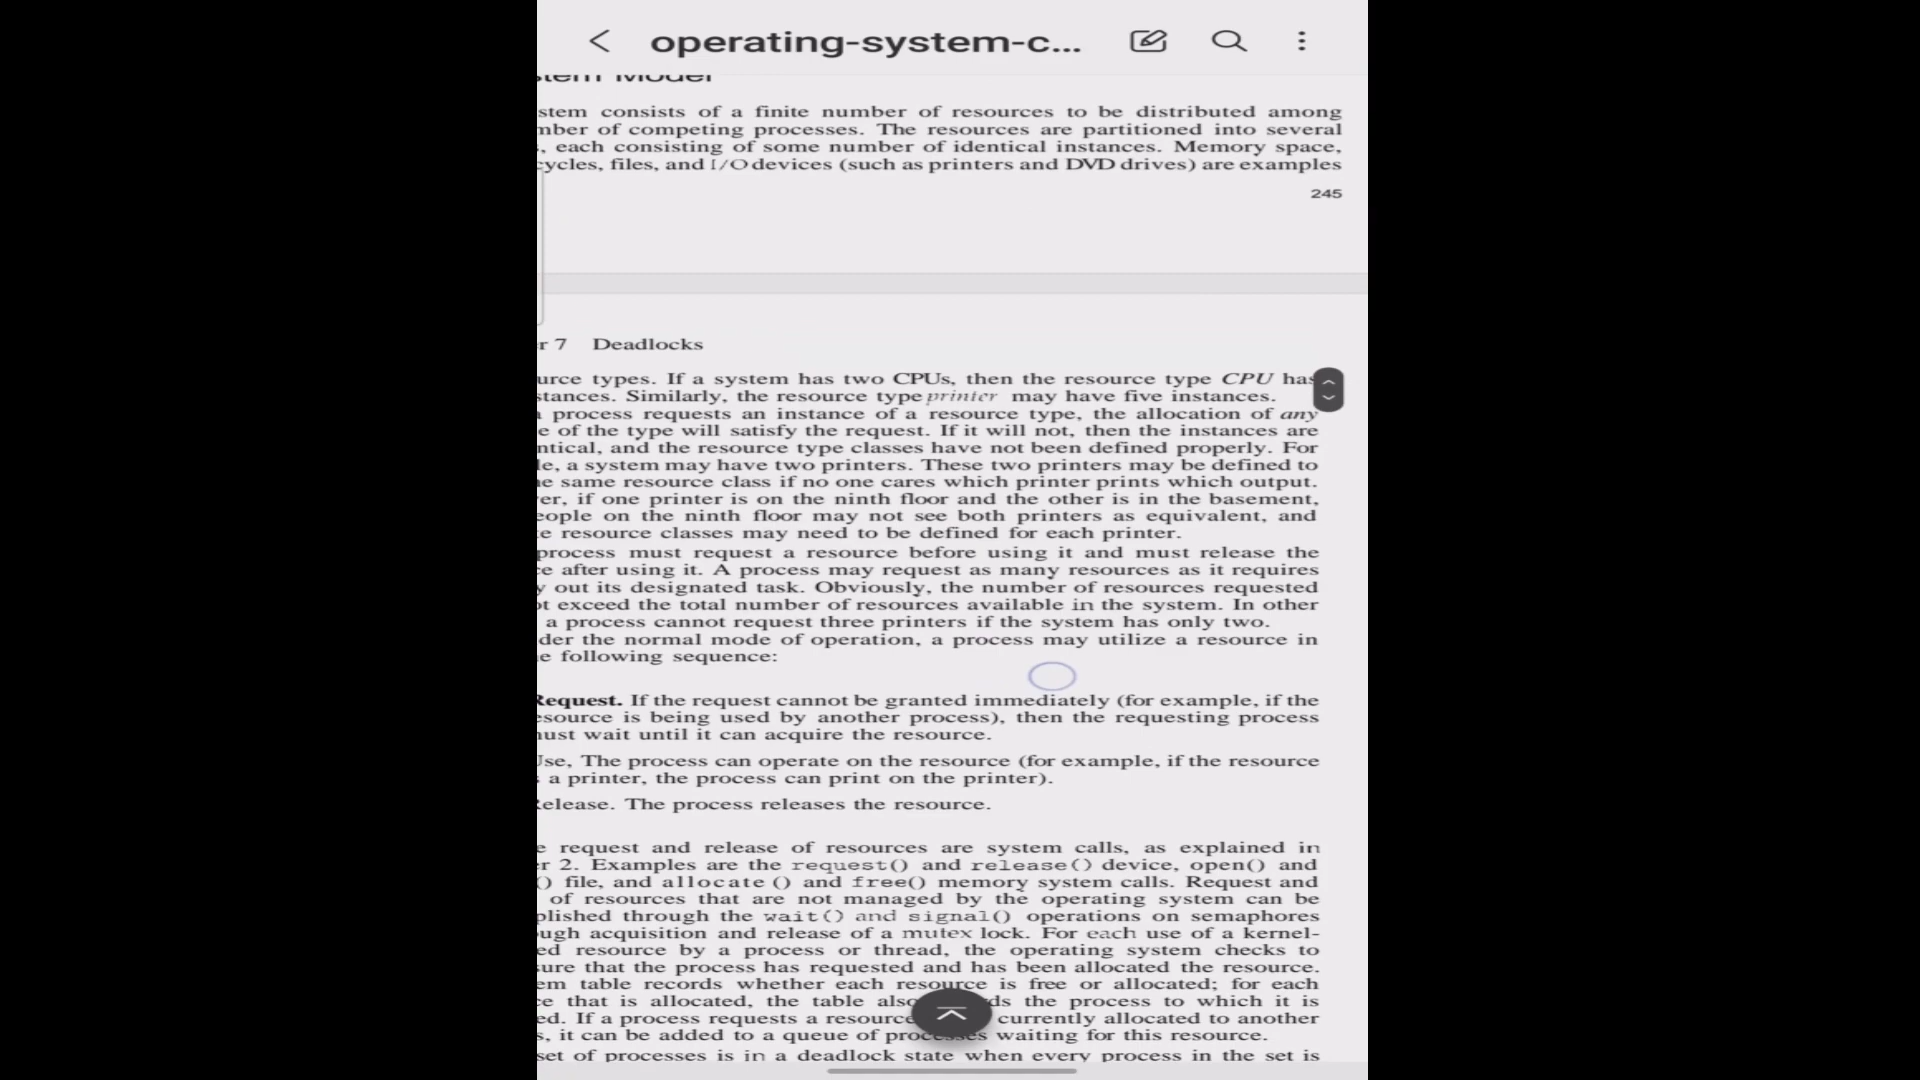 operating-system-c...
stem Model
stem consists of a finite number of resources to be distributed among
mber of competing processes. The resources are partitioned into several
s, each consisting of some number of identical instances. Memory space,
cycles, files, and I/O devices (such as printers and DVD drives) are examples
245
r 7 Deadlocks
urce types. If a system has two CPUs, then the resource type CPU has
stances. Similarly, the resource type printer may have five instances.
a process requests an instance of a resource type, the allocation of any
e of the type will satisfy the request. If it will not, then the instances are
ntical, and the resource type classes have not been defined properly. For
le, a system may have two printers. These two printers may be defined to
e same resource class if no one cares which printer prints which output.
er, if one printer is on the ninth floor and the other is in the basement,
eople on the ninth floor may not see both printers as equivalent, and
e resource classes may need to be defined for each printer.
process must request a resource before using it and must release the
ce after using it. A process may request as many resources as it requires
y out its designated task. Obviously, the number of resources requested
ot exceed the total number of resources available in the system. In other
a process cannot request three printers if the system has only two.
der the normal mode of operation, a process may utilize a resource in
e following sequence:
Request. If the request cannot be granted immediately (for example, if the
esource is being used by another process), then the requesting process
must wait until it can acquire the resource.
Use, The process can operate on the resource (for example, if the resource
s a printer, the process can print on the printer).
Release. The process releases the resource.
e request and release of resources are system calls, as explained in
r 2. Examples are the request() and release() device, open() and
() file, and allocate () and free() memory system calls. Request and
of resources that are not managed by the operating system can be
plished through the wait() and signal() operations on semaphores
ugh acquisition and release of a mutex lock. For each use of a kernel-
ed resource by a process or thread, the operating system checks to
sure that the process has requested and has been allocated the resource.
em table records whether each resource is free or allocated; for each
ce that is allocated, the table also ds the process to which it is
ed. If a process requests a resource currently allocated to another
s, it can be added to a queue of processes waiting for this resource.
set of processes is in a deadlock state when every process in the set is